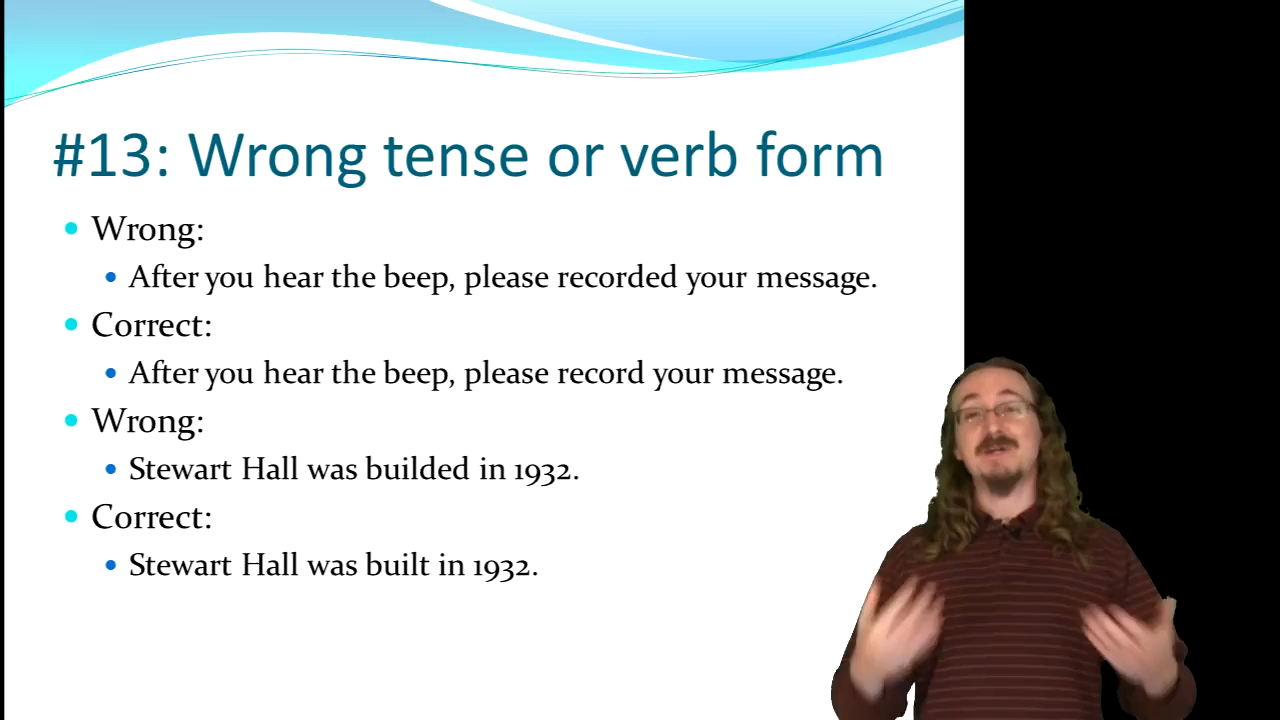 #13: Wrong tense or verb form
Wrong:
After you hear the beep, please recorded your message.
Correct:
After you hear the beep, please record your message.
Wrong:
Stewart Hall was builded in 1932.
Correct:
Stewart Hall was built in 1932.